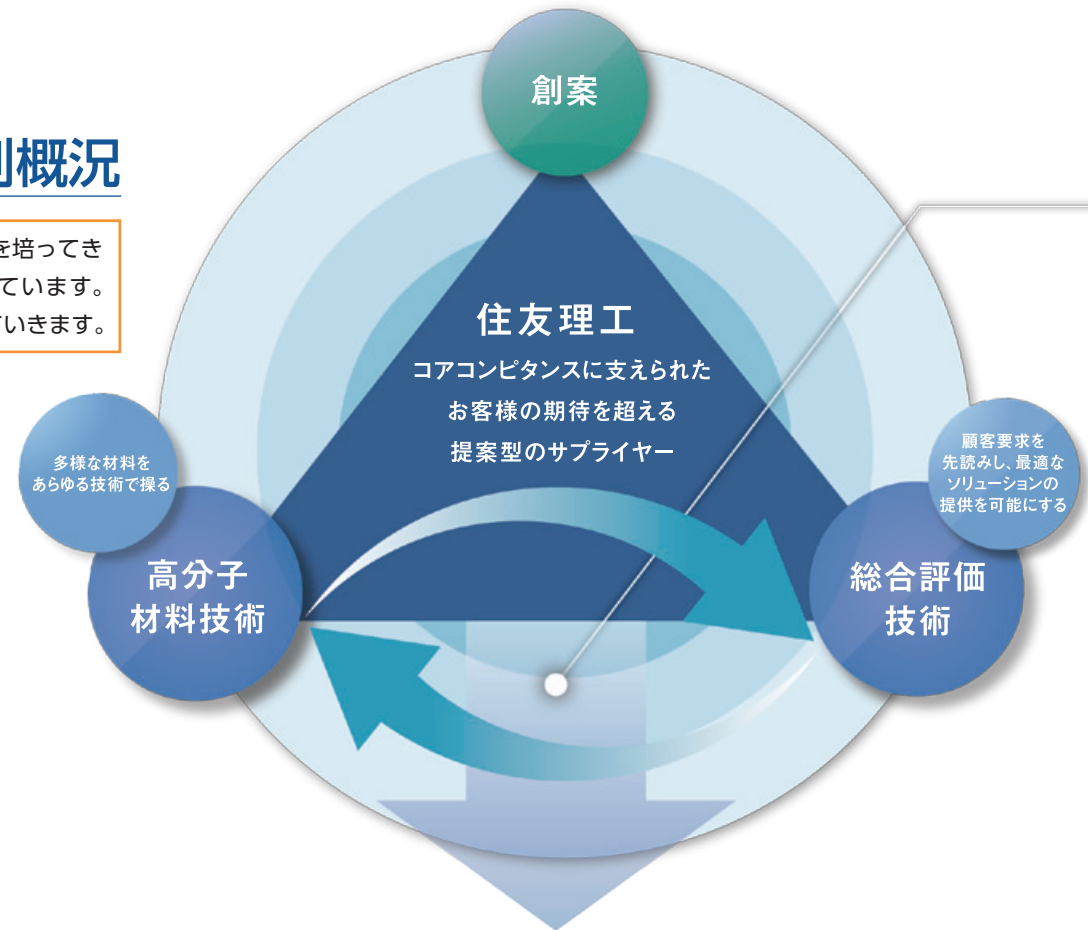 創案
別概況
を培ってき
ています。
ていきます。
住友理工
コアコンピタンスに支えられた
お客様の期待を超える
提案型のサプライヤー
多様な材料を
あらゆる技術で操る
高分子
材料技術
顧客要求を
先読みし、最適な
ソリューションの
提供を可能にする
総合評価
技術